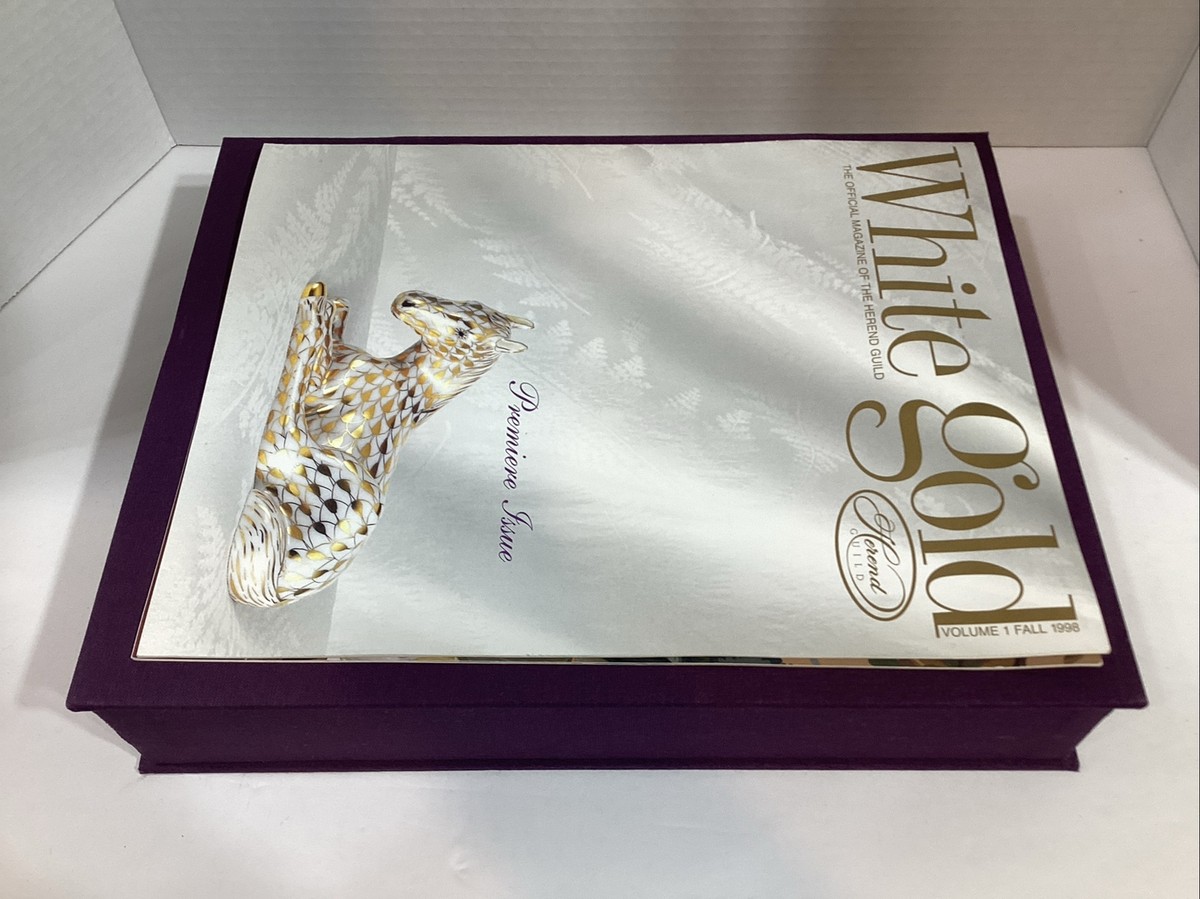 White gold
THE OFFICIAL MAGAZINE OF THE HEREND GUILD
VOLUME 1 FALL 1998
Herend
GUILD
Premiere Issue